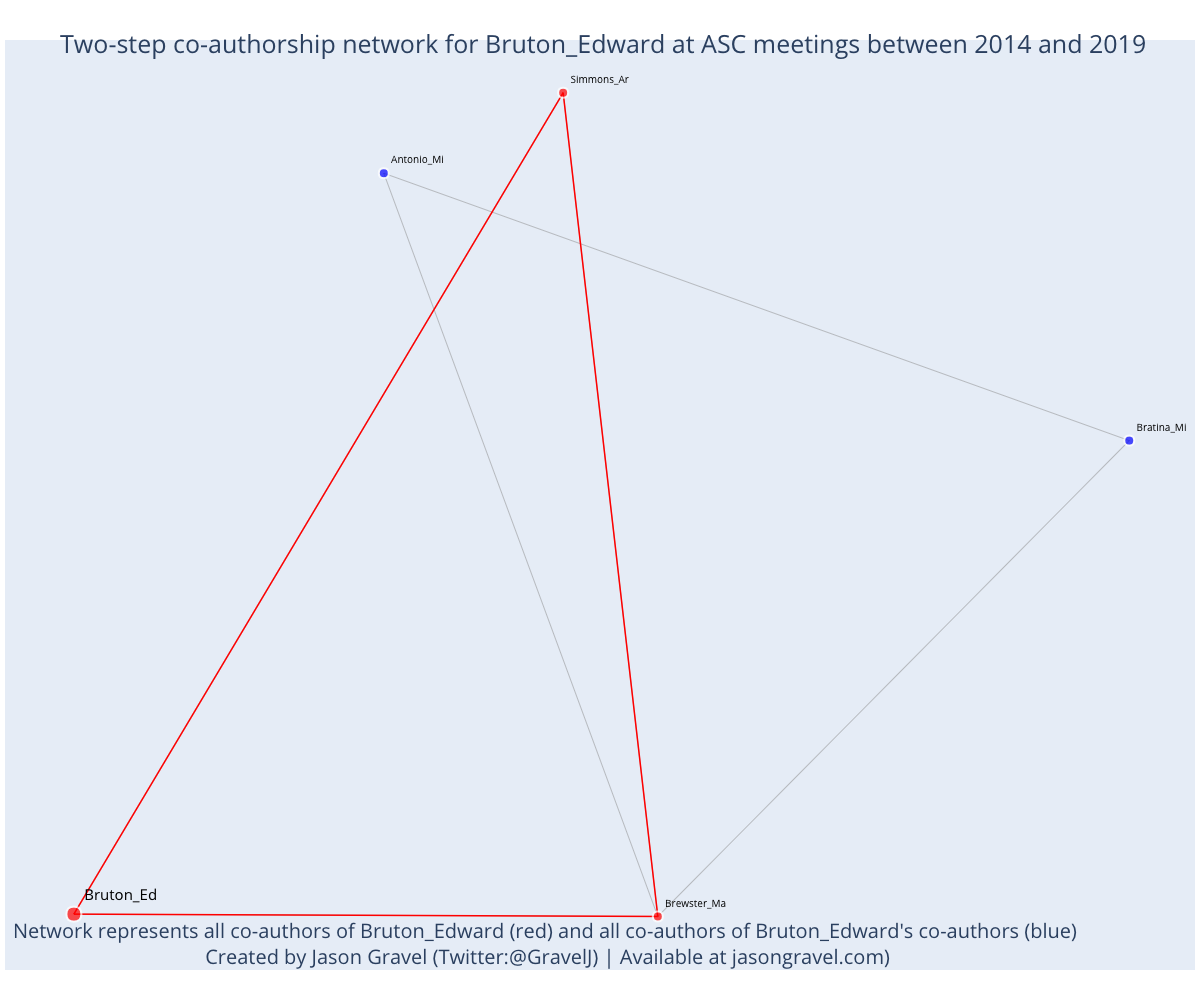 Two-step co-authorship network for Bruton_Edward at ASC meetings between 2014 and 2019
Simmons_Ar
Antonio_Mi
Bratina_Mi
Bruton_Ed
Brewster_Ma
Network represents all co-authors of Bruton_Edward (red) and all co-authors of Bruton_Edward's co-authors (blue)
Created by Jason Gravel (Twitter:@GravelJ) | Available at jasongravel.com)